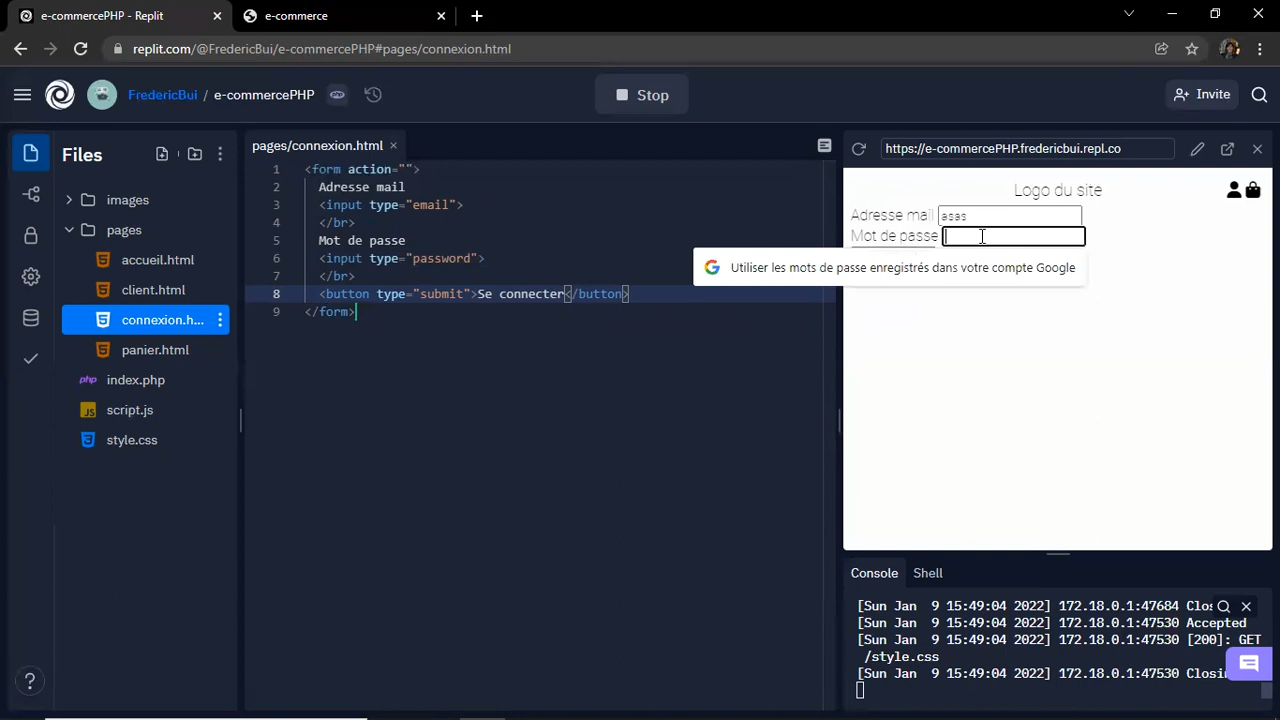 e-commercePHP - Replit
e-commerce
replit.com/@FredericBui/e-commercePHP#pages/connexion.html
FredericBui / e-commercePHP
Stop
Invite
Files
images
pages
accueil.html
client.html
connexion.h...
panier.html
php index.php
JS script.js
style.css
pages/connexion.html
1 <form action="">
2 Adresse mail
3 <input type="email">
4 </br>
5 Mot de passe
6 <input type="password">
7 </br>
8 <button type="submit">Se connecter</button>
9 </form>
https://e-commercePHP.fredericbui.repl.co
Logo du site
Adresse mail asas
Mot de passe
Utiliser les mots de passe enregistrés dans votre compte Google
Console Shell
[Sun Jan 9 15:49:04 2022] 172.18.0.1:47684 Clos
[Sun Jan 9 15:49:04 2022] 172.18.0.1:47530 Accepted
[Sun Jan 9 15:49:04 2022] 172.18.0.1:47530 [200]: GET
/style.css
[Sun Jan 9 15:49:04 2022] 172.18.0.1:47530 Closin
?